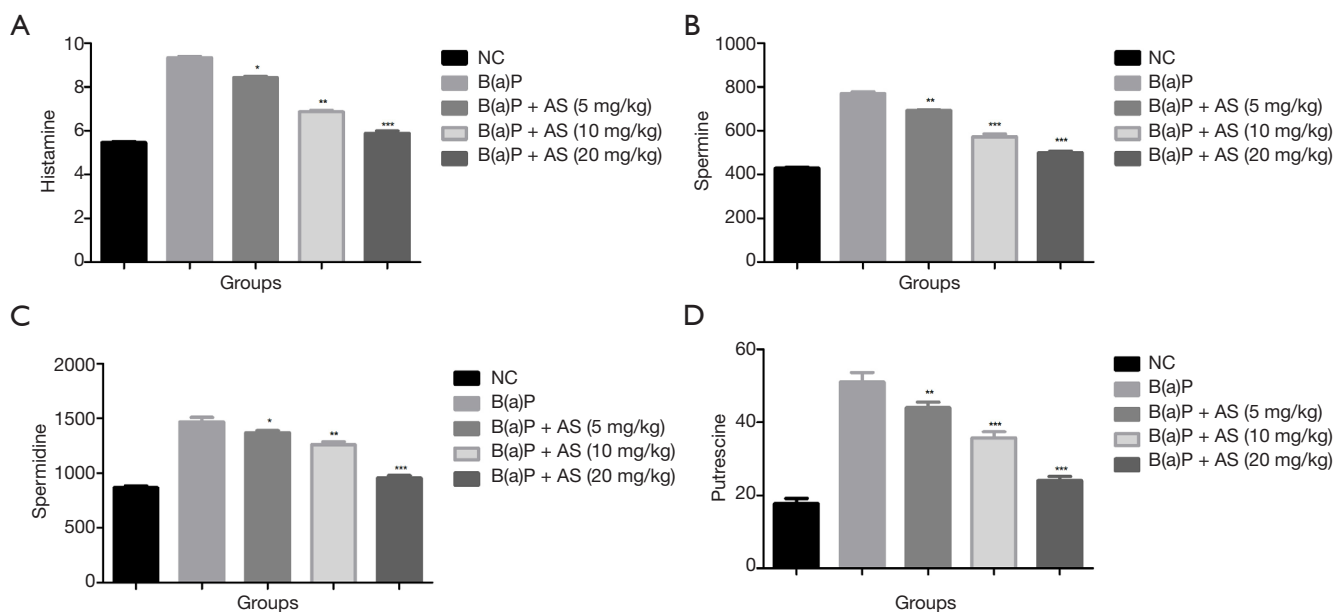 A
Histamine
10
8
6
4
2
0
*
**
***
Groups
NC
B(a)P
B(a)P + AS (5 mg/kg)
B(a)P + AS (10 mg/kg)
B(a)P + AS (20 mg/kg)
B
Spermine
1000
800
600
400
200
0
**
***
***
Groups
NC
B(a)P
B(a)P + AS (5 mg/kg)
B(a)P + AS (10 mg/kg)
B(a)P + AS (20 mg/kg)
C
Spermidine
2000
1500
1000
500
0
*
**
***
Groups
NC
B(a)P
B(a)P + AS (5 mg/kg)
B(a)P + AS (10 mg/kg)
B(a)P + AS (20 mg/kg)
D
Putrescine
60
40
20
0
**
***
***
Groups
NC
B(a)P
B(a)P + AS (5 mg/kg)
B(a)P + AS (10 mg/kg)
B(a)P + AS (20 mg/kg)